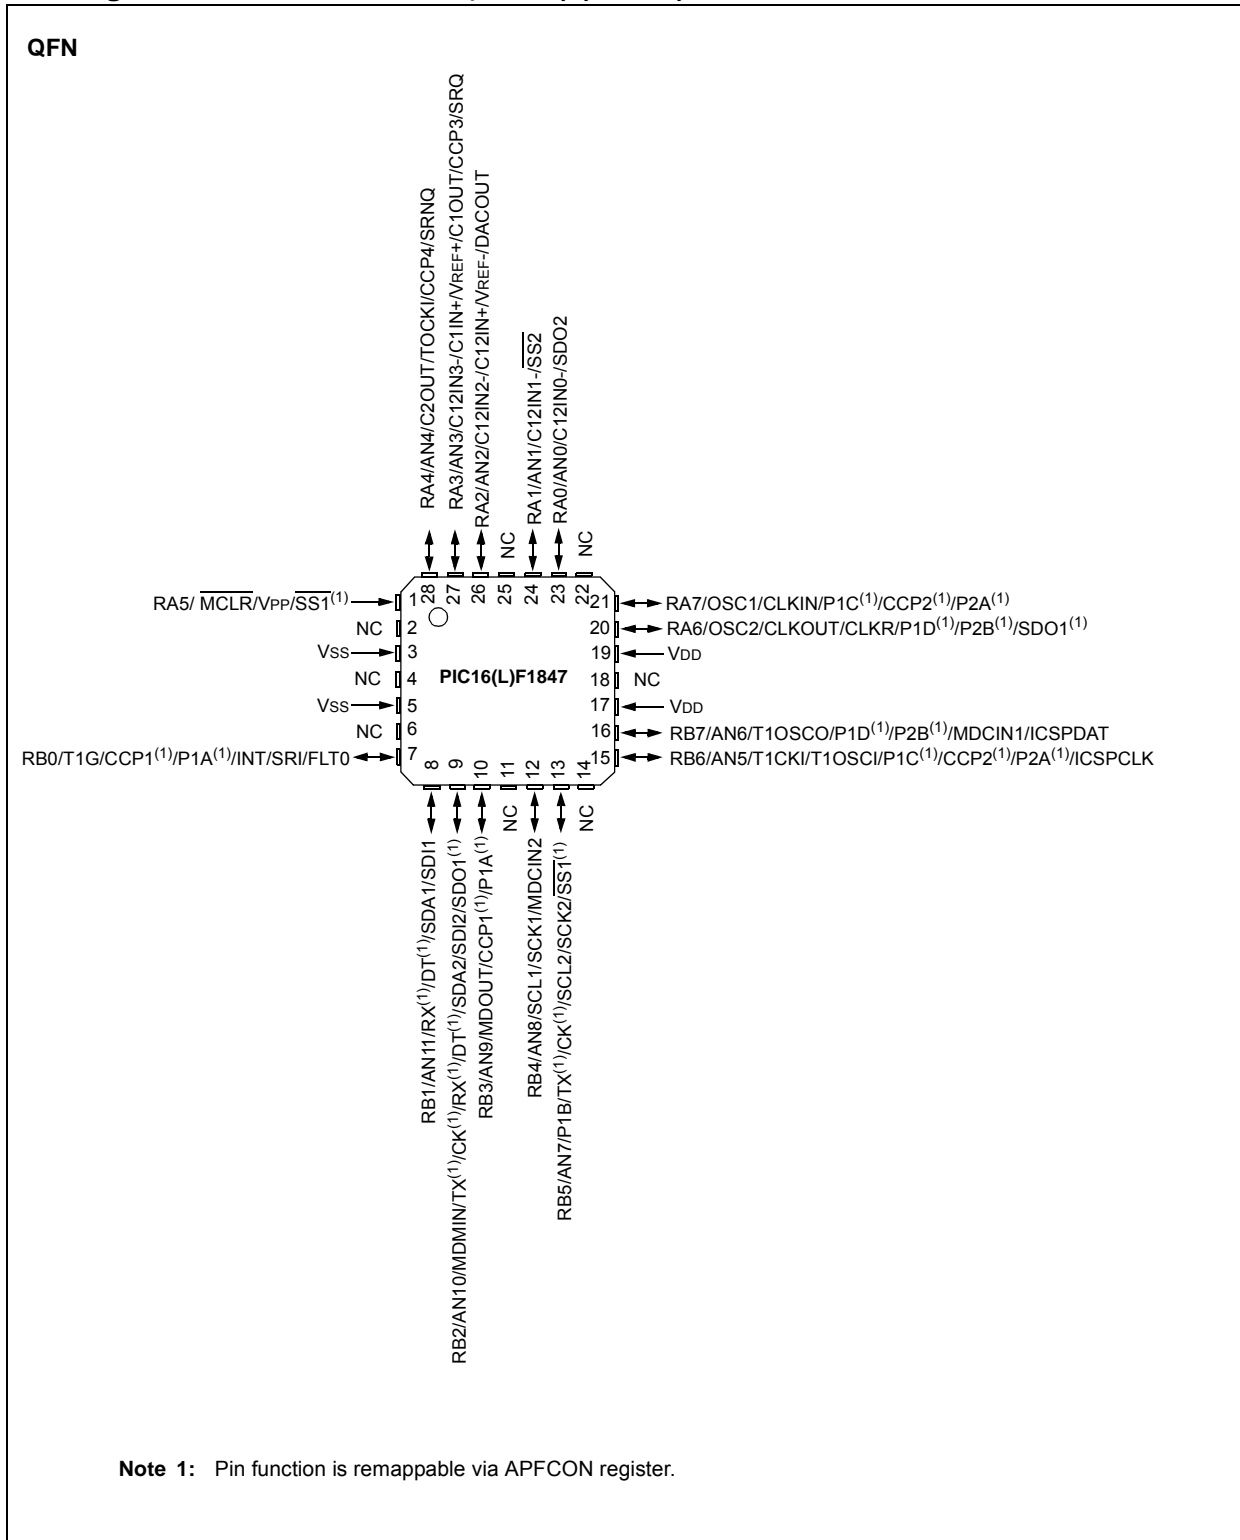 QFN
RA4/AN4/C2OUT/TOCKI/CCP4/SRNQ
RA3/AN3/C12IN3-/C1IN+/VREF+/C1OUT/CCP3/SRQ
RA2/AN2/C12IN2-/C12IN+/VREF-/DACOUT
NC
RA1/AN1/C12IN1-/SS2
RA0/AN0/C12IN0-/SDO2
NC
28 27 26 25 24 23 22
RA5/ MCLR/VPP/SS1(1) 1
NC 2
VSS 3
NC 4
VSS 5
NC 6
RB0/T1G/CCP1(1)/P1A(1)/INT/SRI/FLT0 7
PIC16(L)F1847
21 RA7/OSC1/CLKIN/P1C(1)/CCP2(1)/P2A(1)
20 RA6/OSC2/CLKOUT/CLKR/P1D(1)/P2B(1)/SDO1(1)
19 VDD
18 NC
17 VDD
16 RB7/AN6/T1OSCO/P1D(1)/P2B(1)/MDCIN1/ICSPDAT
15 RB6/AN5/T1CKI/T1OSCI/P1C(1)/CCP2(1)/P2A(1)/ICSPCLK
8 9 10 11 12 13 14
RB1/AN11/RX(1)/DT(1)/SDA1/SDI1
RB2/AN10/MDMIN/TX(1)/CK(1)/RX(1)/DT(1)/SDA2/SDI2/SDO1(1)
RB3/AN9/MDOUT/CCP1(1)/P1A(1)
NC
RB4/AN8/SCL1/SCK1/MDCIN2
RB5/AN7/P1B/TX(1)/CK(1)/SCL2/SCK2/SS1(1)
NC
Note 1: Pin function is remappable via APFCON register.